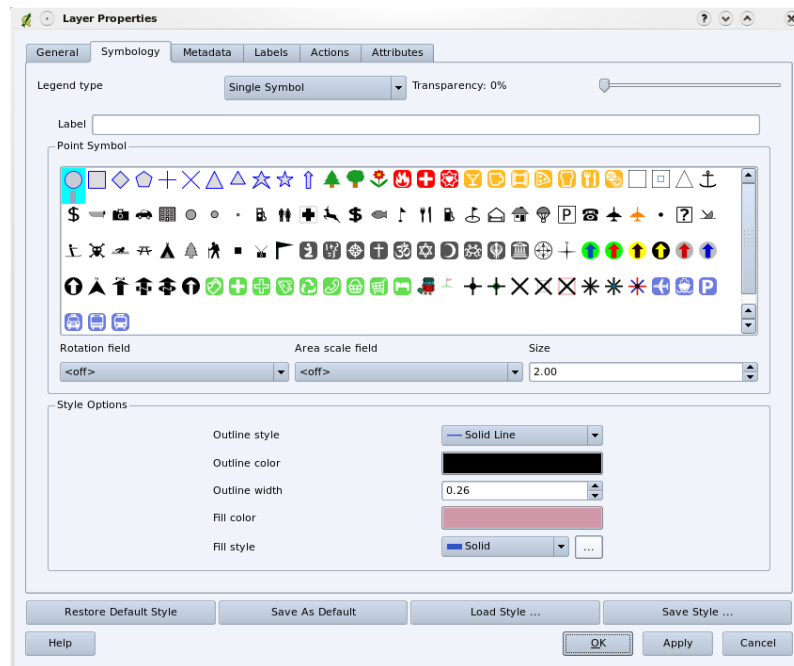 Layer Properties
General Symbology Metadata Labels Actions Attributes
Legend type Single Symbol Transparency: 0%
Label
Point Symbol
Rotation field Area scale field Size
<off> <off> 2.00
Style Options
Outline style Solid Line
Outline color
Outline width 0.26
Fill color
Fill style Solid ...
Restore Default Style Save As Default Load Style ... Save Style ...
Help OK Apply Cancel